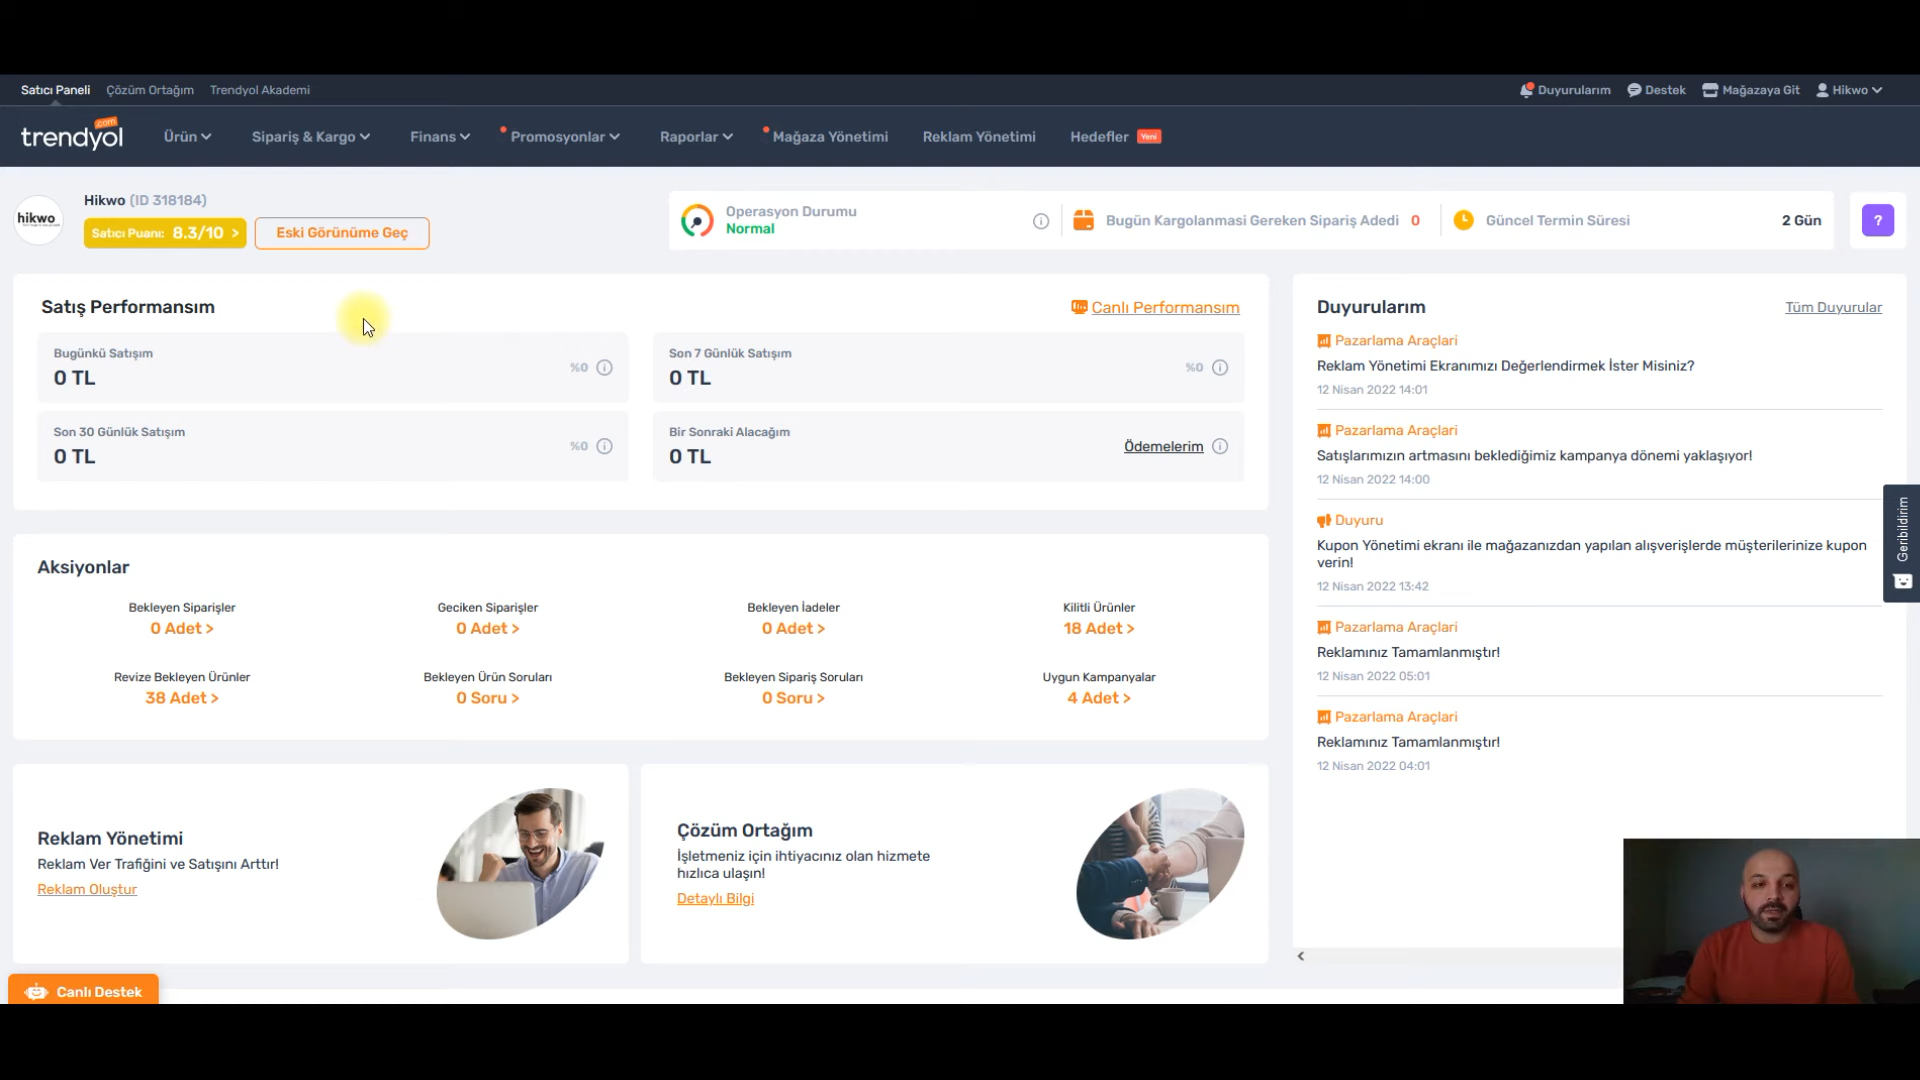 Satıcı Paneli Çözüm Ortağım Trendyol Akademi
Duyurularım Destek Mağazaya Git Hikwo
trendyol.com Ürün Sipariş & Kargo Finans Promosyonlar Raporlar Mağaza Yönetimi Reklam Yönetimi Hedefler Yeni
hikwo
Hikwo (ID 318184)
Satıcı Puanı: 8.3/10 >
Eski Görünüme Geç
Operasyon Durumu
Normal
Bugün Kargolanması Gereken Sipariş Adedi 0
Güncel Termin Süresi 2 Gün
?
Satış Performansım
Canlı Performansım
Bugünkü Satışım
0 TL
%0
Son 7 Günlük Satışım
0 TL
%0
Son 30 Günlük Satışım
0 TL
%0
Bir Sonraki Alacağım
0 TL
Ödemelerim
Aksiyonlar
Bekleyen Siparişler
0 Adet >
Geciken Siparişler
0 Adet >
Bekleyen İadeler
0 Adet >
Kilitli Ürünler
18 Adet >
Revize Bekleyen Ürünler
38 Adet >
Bekleyen Ürün Soruları
0 Soru >
Bekleyen Sipariş Soruları
0 Soru >
Uygun Kampanyalar
4 Adet >
Reklam Yönetimi
Reklam Ver Trafiğini ve Satışını Arttır!
Reklam Oluştur
Çözüm Ortağım
İşletmeniz için ihtiyacınız olan hizmete
hızlıca ulaşın!
Detaylı Bilgi
Duyurularım
Tüm Duyurular
Pazarlama Araçlari
Reklam Yönetimi Ekranımızı Değerlendirmek İster Misiniz?
12 Nisan 2022 14:01
Pazarlama Araçlari
Satışlarımızın artmasını beklediğimiz kampanya dönemi yaklaşıyor!
12 Nisan 2022 14:00
Duyuru
Kupon Yönetimi ekranı ile mağazanızdan yapılan alışverişlerde müşterilerinize kupon
verin!
12 Nisan 2022 13:42
Pazarlama Araçlari
Reklamınız Tamamlanmıştır!
12 Nisan 2022 05:01
Pazarlama Araçlari
Reklamınız Tamamlanmıştır!
12 Nisan 2022 04:01
Geribildirim
Canlı Destek